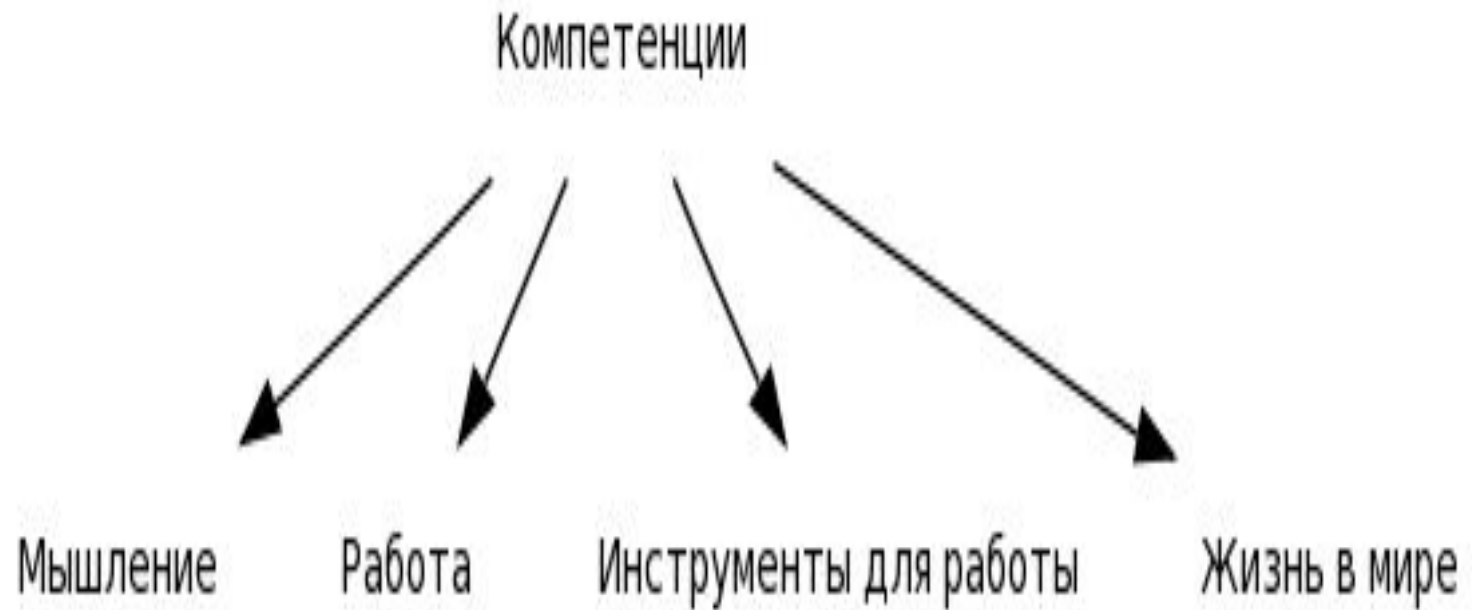 Компетенции
Мышление
Работа
Инструменты для работы
Жизнь в мире